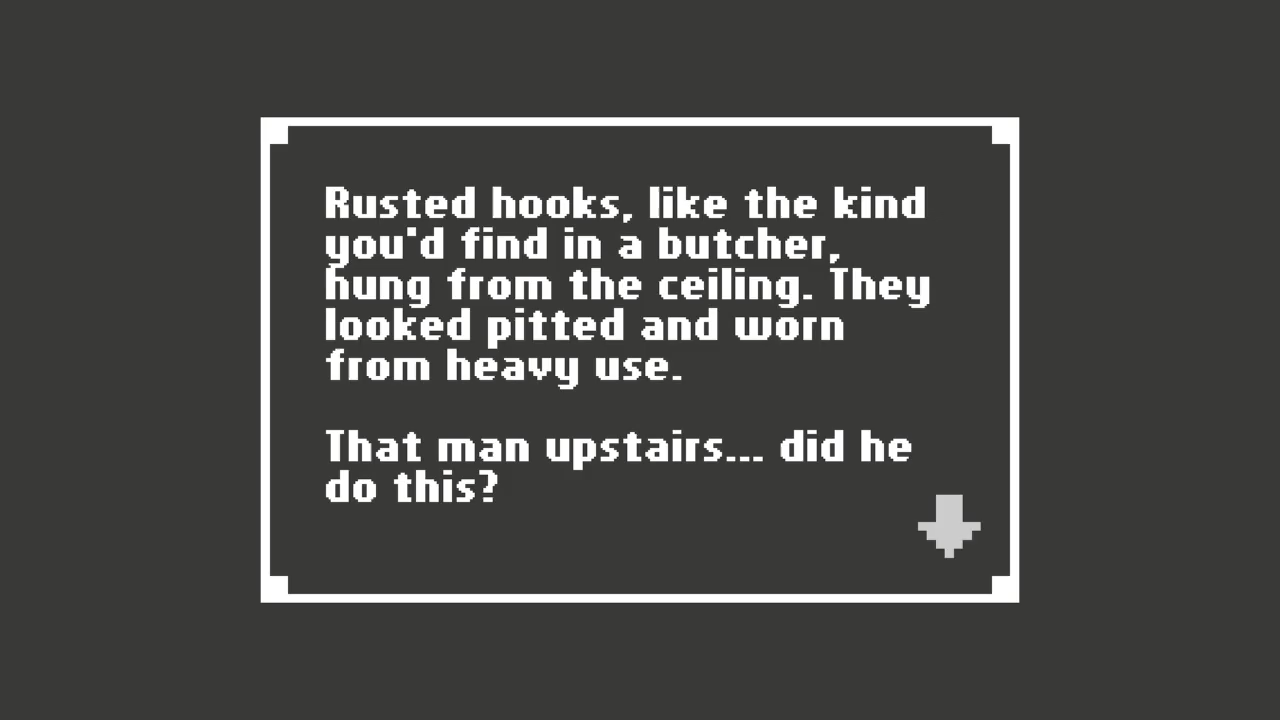 Rusted hooks, like the kind
you'd find in a butcher,
hung from the ceiling. They
looked pitted and worn
from heavy use.
That man upstairs... did he
do this?